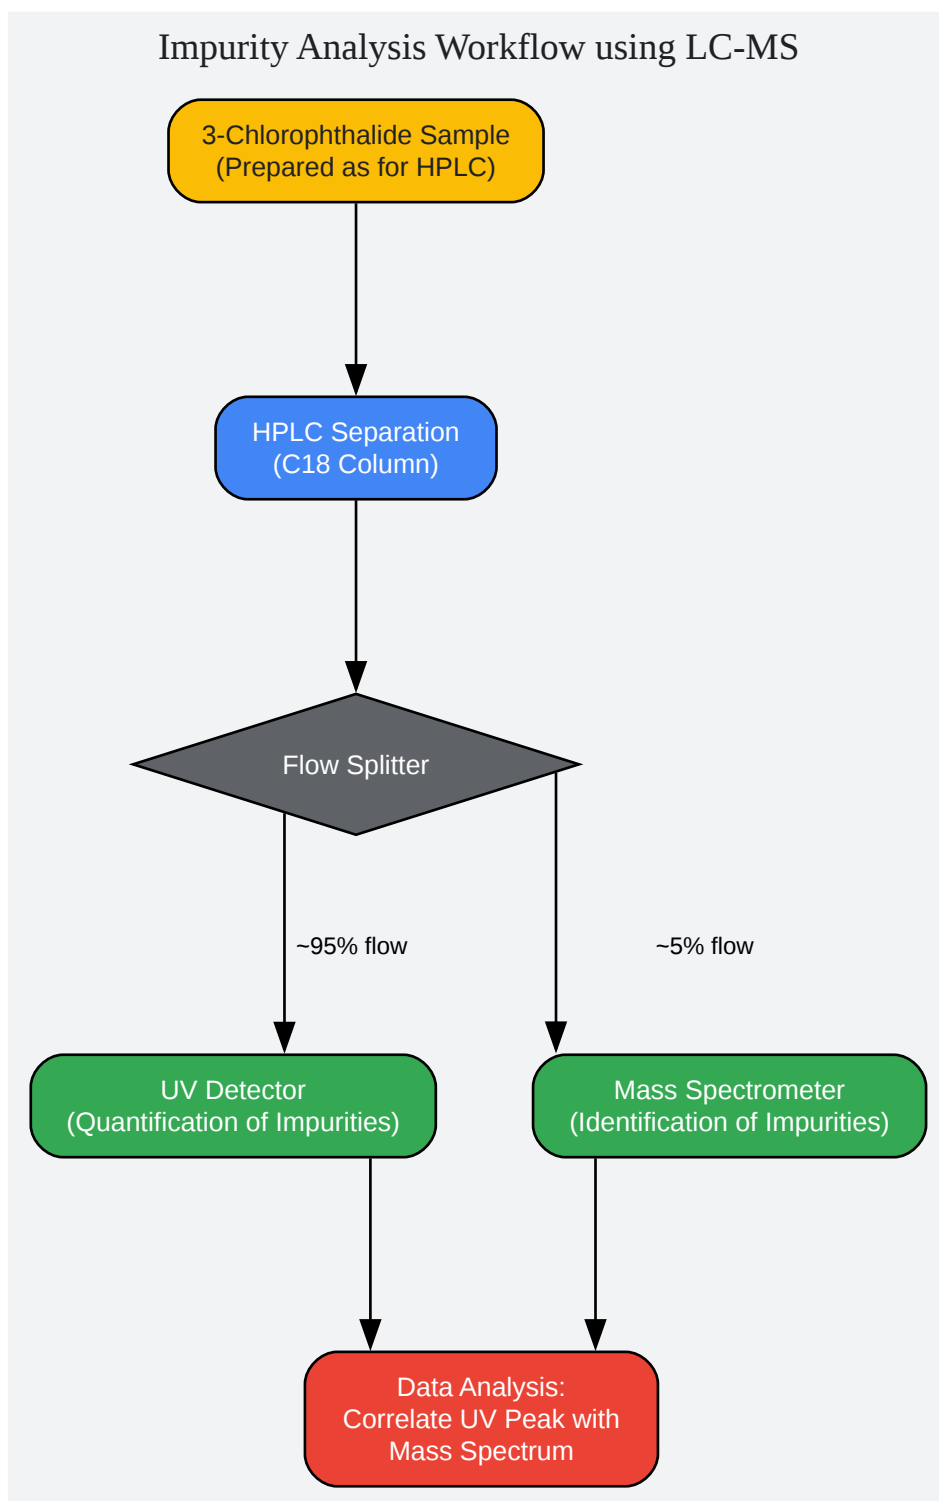 Impurity Analysis Workflow using LC-MS
3-Chlorophthalide Sample
(Prepared as for HPLC)
HPLC Separation
(C18 Column)
Flow Splitter
~95% flow
~5% flow
UV Detector
(Quantification of Impurities)
Mass Spectrometer
(Identification of Impurities)
Data Analysis:
Correlate UV Peak with
Mass Spectrum